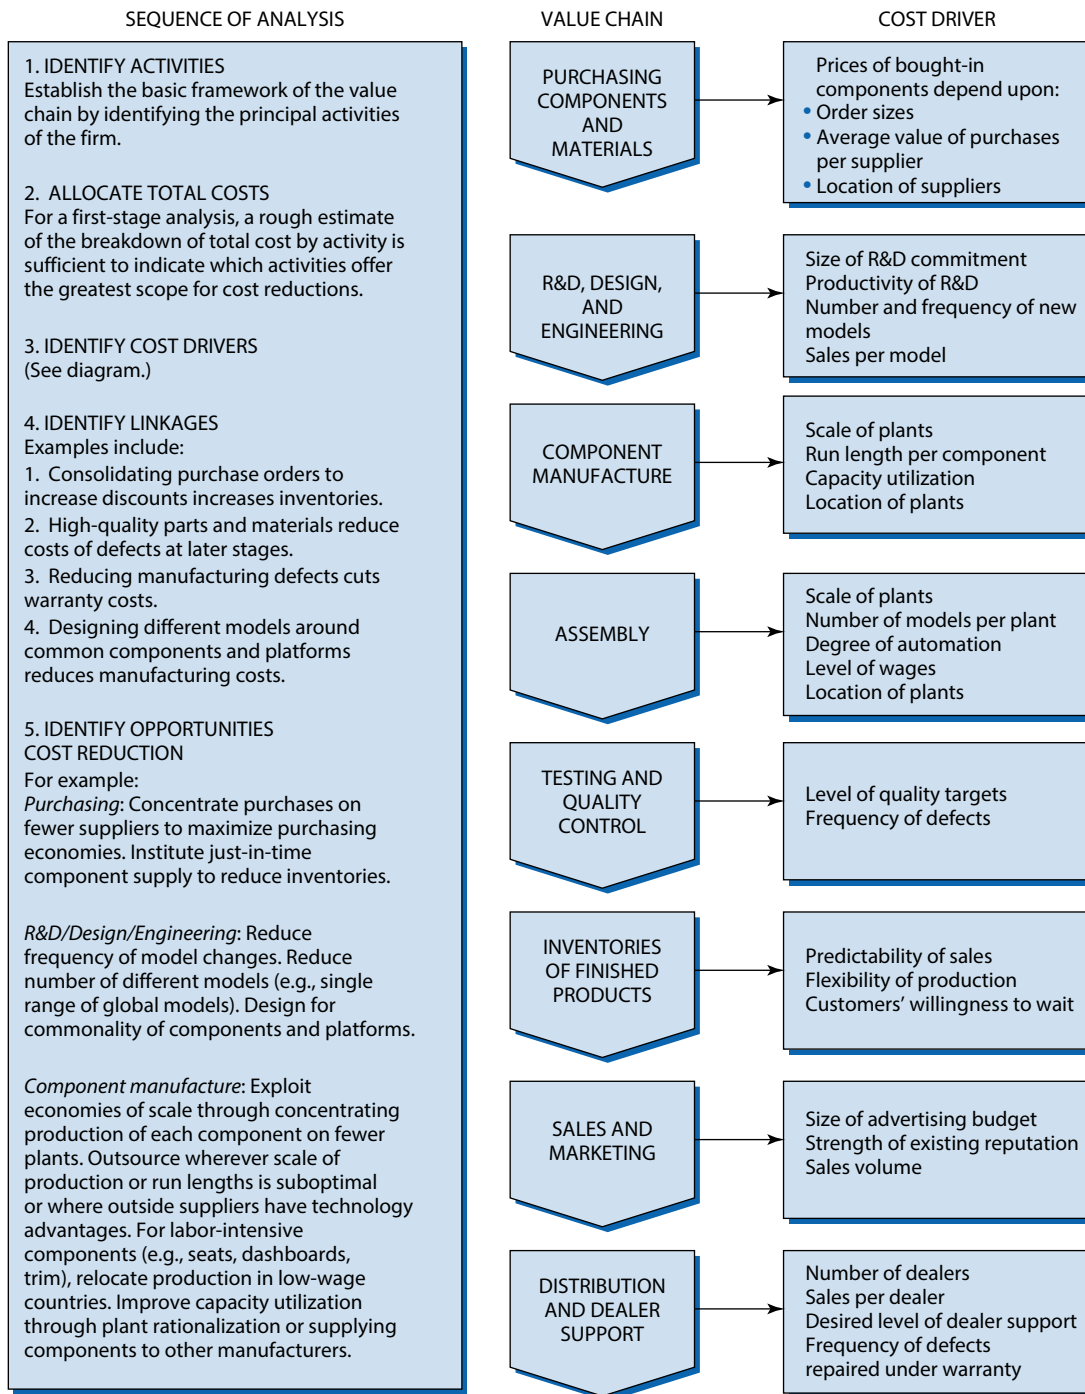 SEQUENCE OF ANALYSIS
1. IDENTIFY ACTIVITIES
Establish the basic framework of the value
chain by identifying the principal activities
of the firm.
2. ALLOCATE TOTAL COSTS
For a first-stage analysis, a rough estimate
of the breakdown of total cost by activity is
sufficient to indicate which activities offer
the greatest scope for cost reductions.
3. IDENTIFY COST DRIVERS
(See diagram.)
4. IDENTIFY LINKAGES
Examples include:
1. Consolidating purchase orders to
increase discounts increases inventories.
2. High-quality parts and materials reduce
costs of defects at later stages.
3. Reducing manufacturing defects cuts
warranty costs.
4. Designing different models around
common components and platforms
reduces manufacturing costs.
5. IDENTIFY OPPORTUNITIES
COST REDUCTION
For example:
Purchasing: Concentrate purchases on
fewer suppliers to maximize purchasing
economies. Institute just-in-time
component supply to reduce inventories.
R&D/Design/Engineering: Reduce
frequency of model changes. Reduce
number of different models (e.g., single
range of global models). Design for
commonality of components and platforms.
Component manufacture: Exploit
economies of scale through concentrating
production of each component on fewer
plants. Outsource wherever scale of
production or run lengths is suboptimal
or where outside suppliers have technology
advantages. For labor-intensive
components (e.g., seats, dashboards,
trim), relocate production in low-wage
countries. Improve capacity utilization
through plant rationalization or supplying
components to other manufacturers.
VALUE CHAIN
COST DRIVER
PURCHASING
COMPONENTS
AND
MATERIALS
Prices of bought-in
components depend upon:
• Order sizes
• Average value of purchases
per supplier
• Location of suppliers
R&D, DESIGN,
AND
ENGINEERING
Size of R&D commitment
Productivity of R&D
Number and frequency of new
models
Sales per model
COMPONENT
MANUFACTURE
Scale of plants
Run length per component
Capacity utilization
Location of plants
ASSEMBLY
Scale of plants
Number of models per plant
Degree of automation
Level of wages
Location of plants
TESTING AND
QUALITY
CONTROL
Level of quality targets
Frequency of defects
INVENTORIES
OF FINISHED
PRODUCTS
Predictability of sales
Flexibility of production
Customers’ willingness to wait
SALES AND
MARKETING
Size of advertising budget
Strength of existing reputation
Sales volume
DISTRIBUTION
AND DEALER
SUPPORT
Number of dealers
Sales per dealer
Desired level of dealer support
Frequency of defects
repaired under warranty